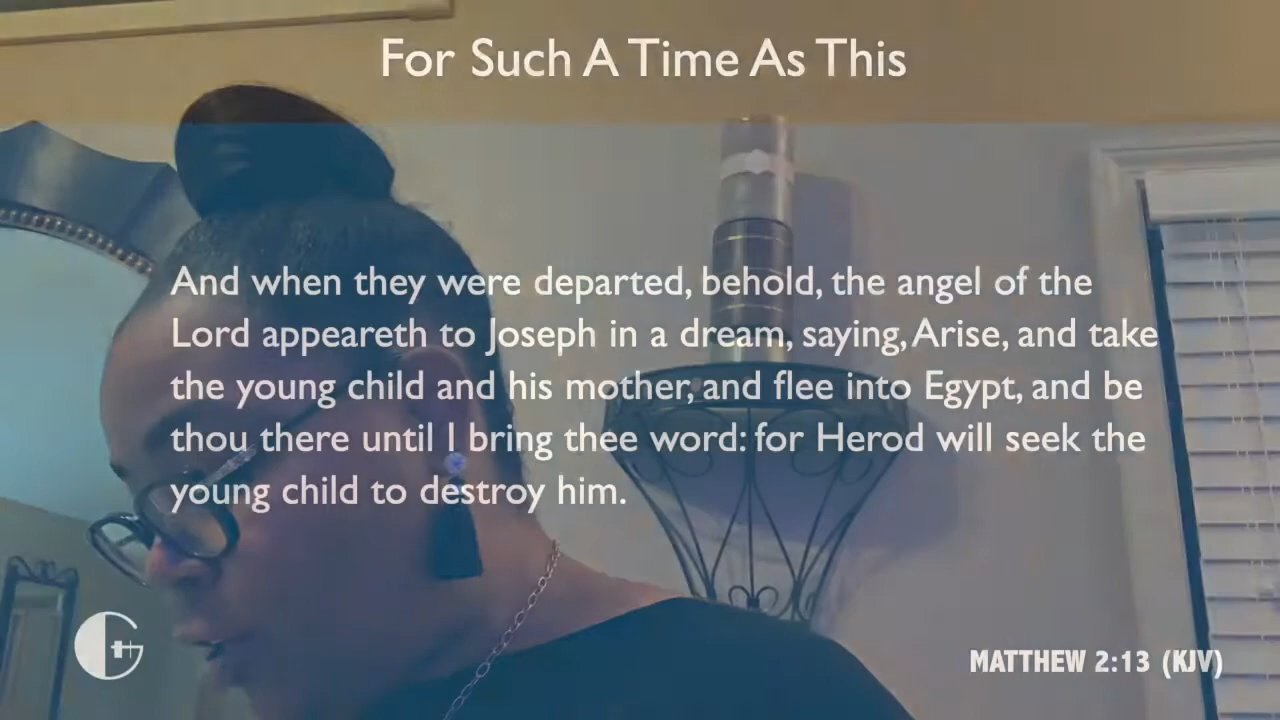 For Such A Time As This
And when they were departed, behold, the angel of the
Lord appeareth to Joseph in a dream, saying, Arise, and take
the young child and his mother, and flee into Egypt, and be
thou there until I bring thee word: for Herod will seek the
young child to destroy him.
MATTHEW 2:13 (KJV)